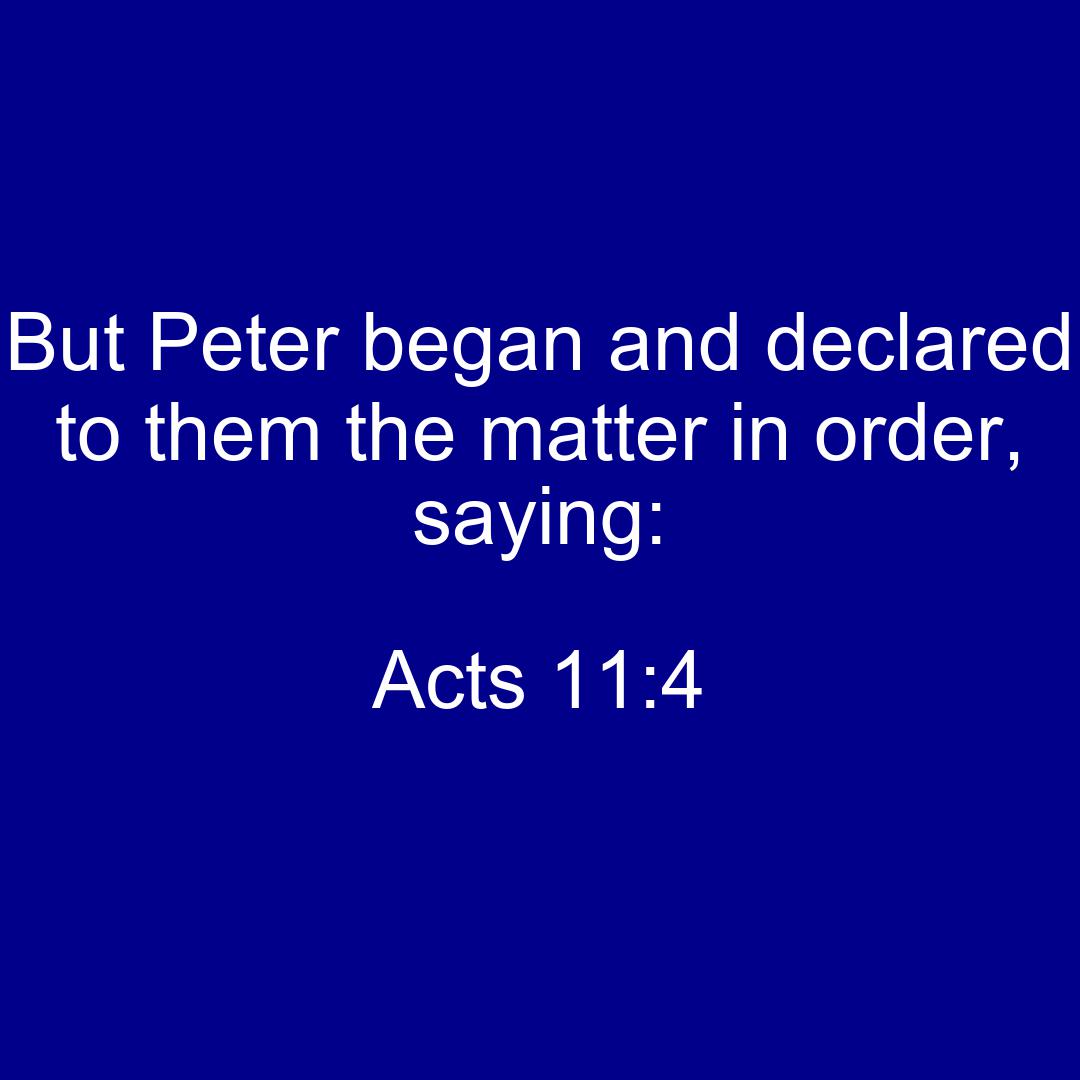 But Peter began and declared
to them the matter in order,
saying:
Acts 11:4